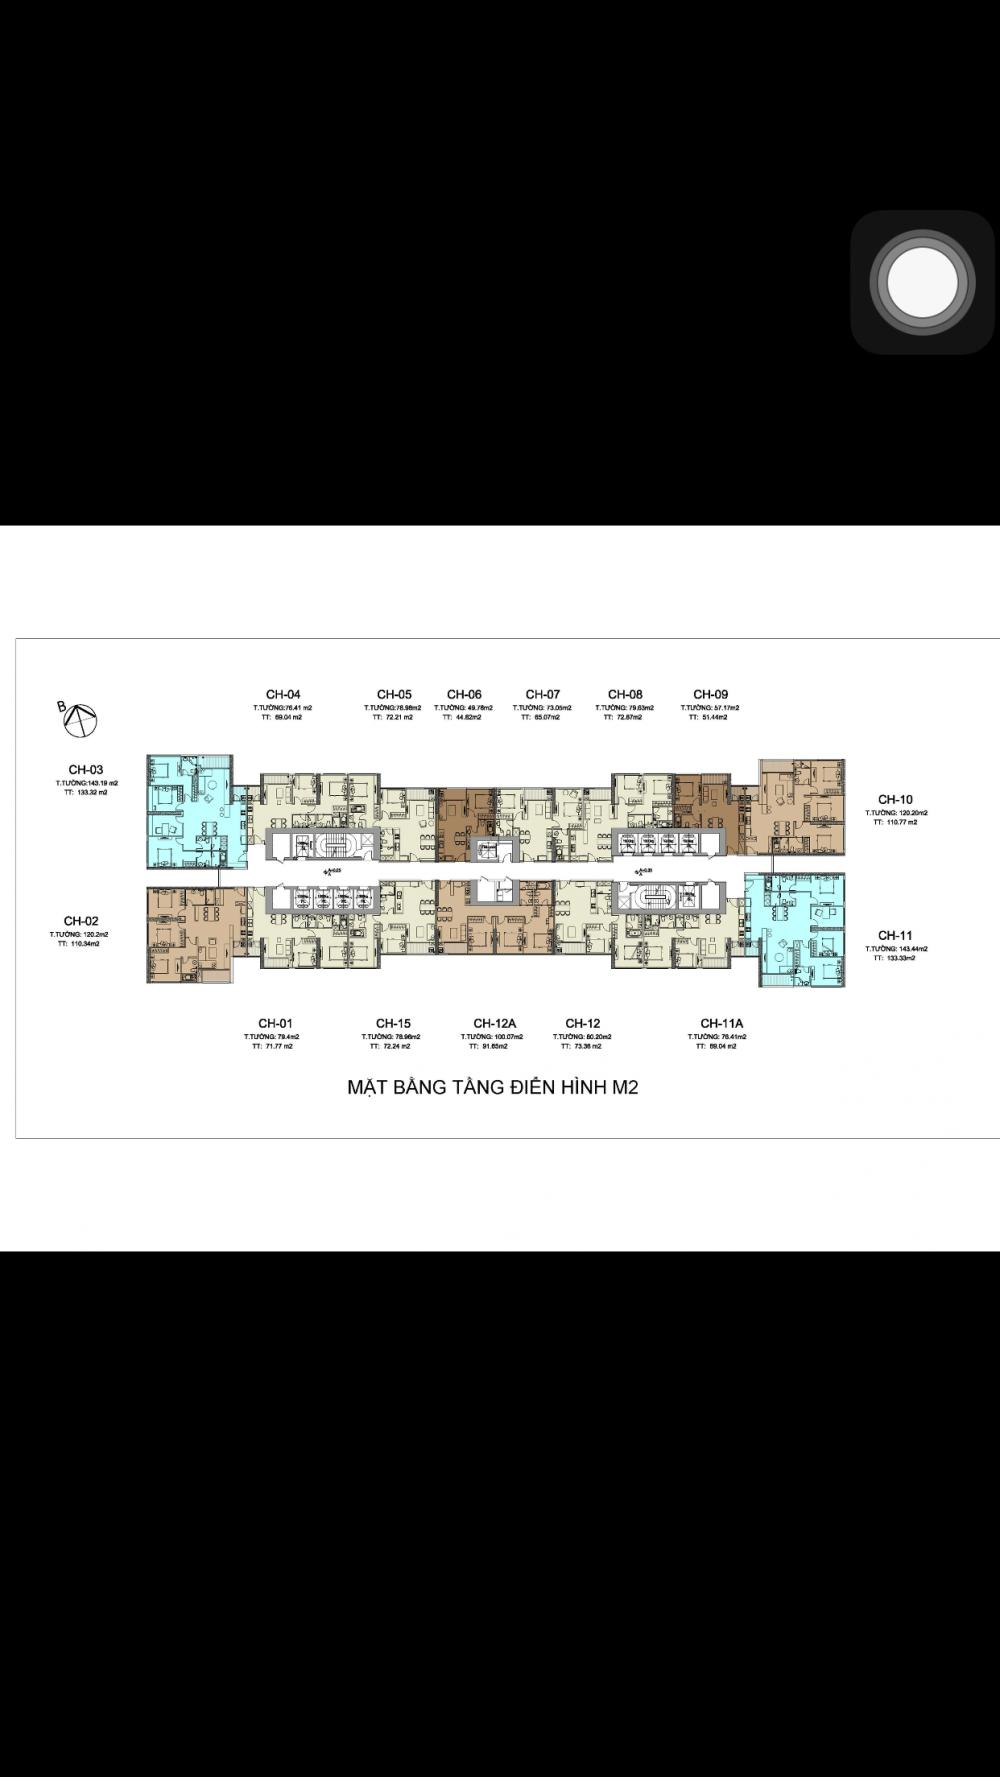 CH-04
T.TƯỜNG:76.41 m2
TT: 69.04 m2
CH-05
T.TƯỜNG:78.98m2
TT: 72.21 m2
CH-06
T.TƯỜNG: 49.78m2
TT: 44.82m2
CH-07
T.TƯỜNG: 73.05m2
TT: 65.07m2
CH-08
T.TƯỜNG: 79.63m2
TT: 72.87m2
CH-09
T.TƯỜNG: 57.17m2
TT: 51.44m2
B
CH-03
T.TƯỜNG:143.19 m2
TT: 133.32 m2
CH-10
T.TƯỜNG: 120.20m2
TT: 110.77 m2
CH-02
T.TƯỜNG: 120.2m2
TT: 110.34m2
CH-11
T.TƯỜNG: 143.44m2
TT: 133.33m2
CH-01
T.TƯỜNG: 79.4m2
TT: 71.77 m2
CH-15
T.TƯỜNG: 78.98m2
TT: 72.24 m2
CH-12A
T.TƯỜNG: 100.07m2
TT: 91.65m2
CH-12
T.TƯỜNG: 80.20m2
TT: 73.36 m2
CH-11A
T.TƯỜNG: 76.41m2
TT: 69.04 m2
MẶT BẰNG TẦNG ĐIỂN HÌNH M2